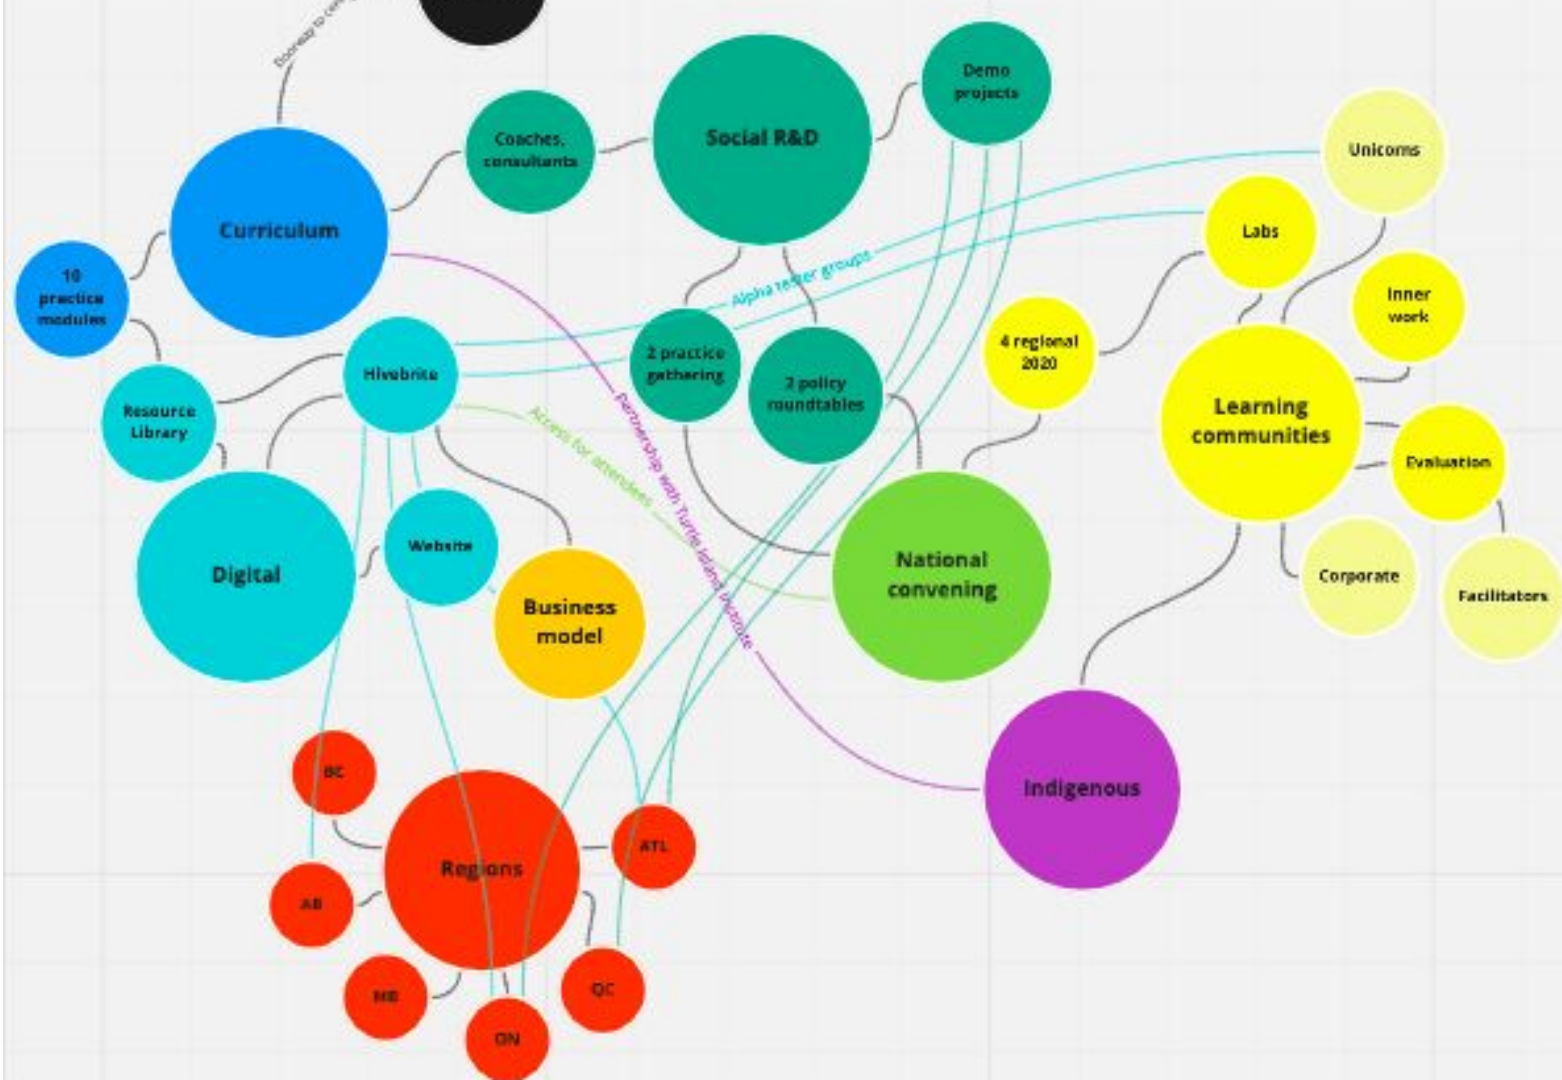 Doorway to
Demo
projects
Social R&D
Coaches,
consultants
Unicorns
Curriculum
Labs
10
practice
modules
Alpha tester groups
Inner
work
4 regional
2020
2 practice
gathering
Hivebrite
2 policy
roundtables
Resource
Library
Learning
communities
Access for attendees
Partnership with Turtle Island Institute
Evaluation
Website
Digital
National
convening
Corporate
Facilitators
Business
model
BC
Indigenous
Regions
ATL
AB
MB
QC
ON